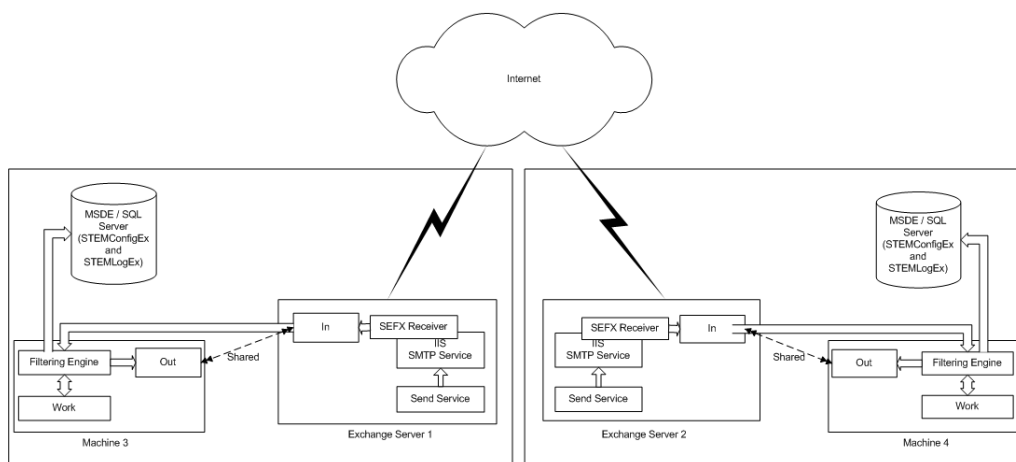 Internet
MSDE / SQL
Server
(STEMConfigEx
and
STEMLogEx)
In
SEFX Receiver
IIS
SMTP Service
Send Service
Shared
Filtering Engine
Out
Work
Machine 3
Exchange Server 1
MSDE / SQL
Server
(STEMConfigEx
and
STEMLogEx)
SEFX Receiver
In
IIS
SMTP Service
Send Service
Shared
Out
Filtering Engine
Work
Exchange Server 2
Machine 4